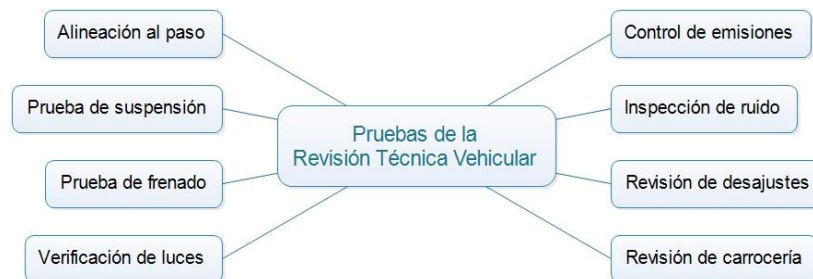 Alineación al paso
Prueba de suspensión
Prueba de frenado
Verificación de luces
Pruebas de la
Revisión Técnica Vehicular
Control de emisiones
Inspección de ruido
Revisión de desajustes
Revisión de carrocería